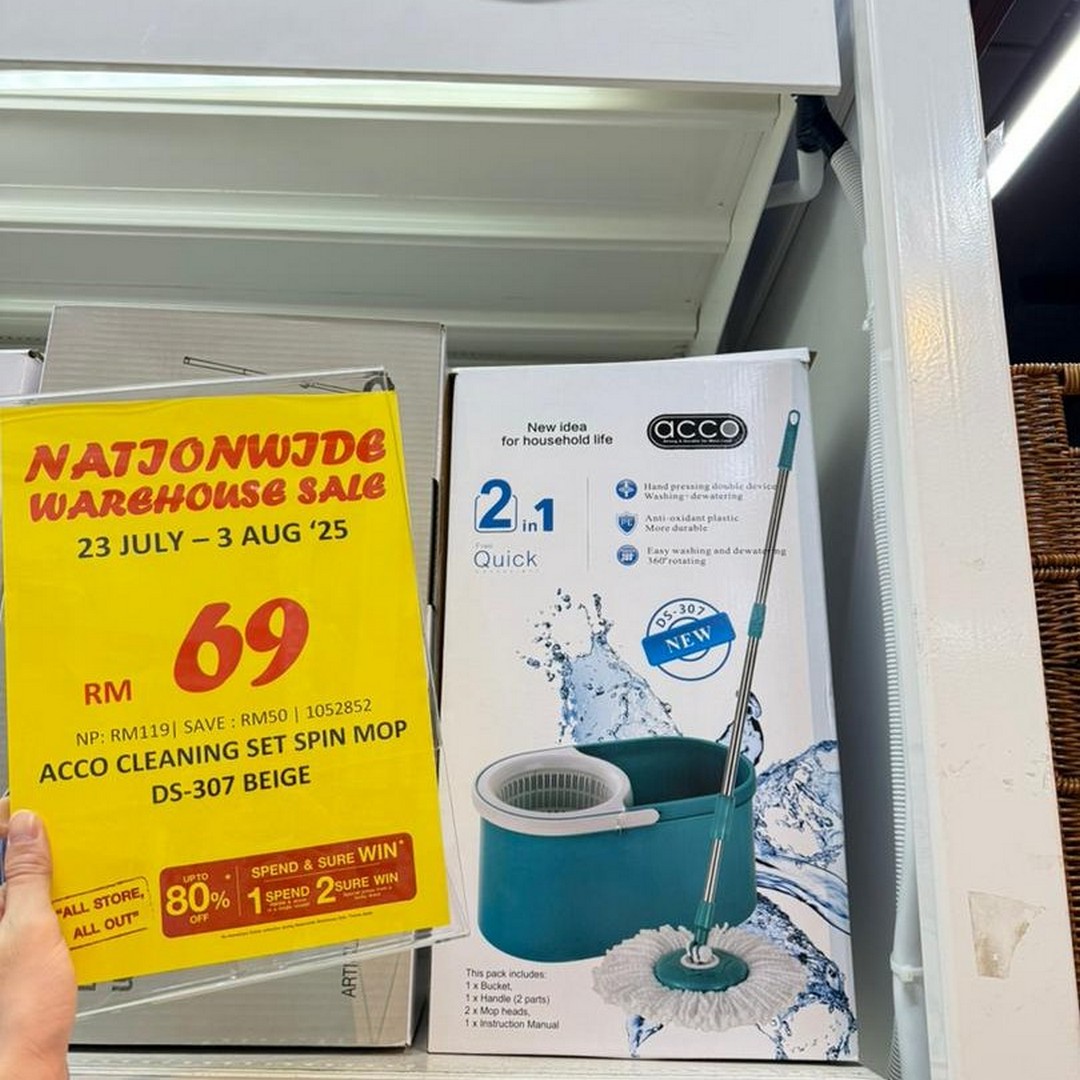 NATIONWIDE
WAREHOUSE SALE
23 JULY – 3 AUG ‘25
RM 69
NP: RM119| SAVE : RM50 | 1052852
ACCO CLEANING SET SPIN MOP
DS-307 BEIGE
"ALL STORE,
ALL OUT"
UP TO
80%*
OFF
SPEND & SURE WIN*
1 SPEND 2 SURE WIN
ARTI
New idea
for household life
acco
2 in 1
Free
Quick
Hand pressing double device
Washing+dewatering
PE
Anti-oxidant plastic
More durable
360°
Easy washing and dewatering
360°rotating
DS-307
NEW
This pack includes:
1 x Bucket,
1 x Handle (2 parts)
2 x Mop heads,
1 x Instruction Manual